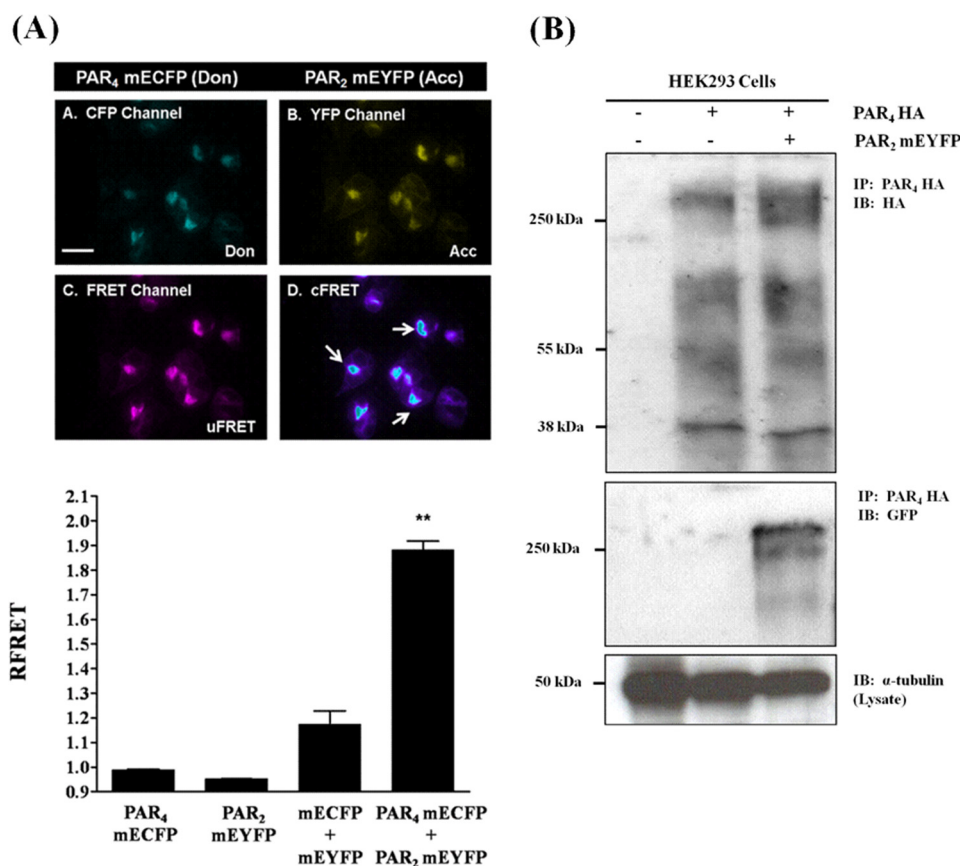 (A)
PAR4 mECFP (Don) PAR2 mEYFP (Acc)
A. CFP Channel
Don
B. YFP Channel
Acc
C. FRET Channel
uFRET
D. cFRET
2.1
2.0
1.9
1.8
1.7
1.6
1.5
1.4
1.3
1.2
1.1
1.0
0.9
RFRET
**
PAR4
mECFP
PAR2
mEYFP
mECFP
+
mEYFP
PAR4 mECFP
+
PAR2 mEYFP
(B)
HEK293 Cells
- + + PAR4 HA
- - + PAR2 mEYFP
IP: PAR4 HA
IB: HA
250 kDa
55 kDa
38 kDa
IP: PAR4 HA
IB: GFP
250 kDa
50 kDa
IB: α-tubulin
(Lysate)